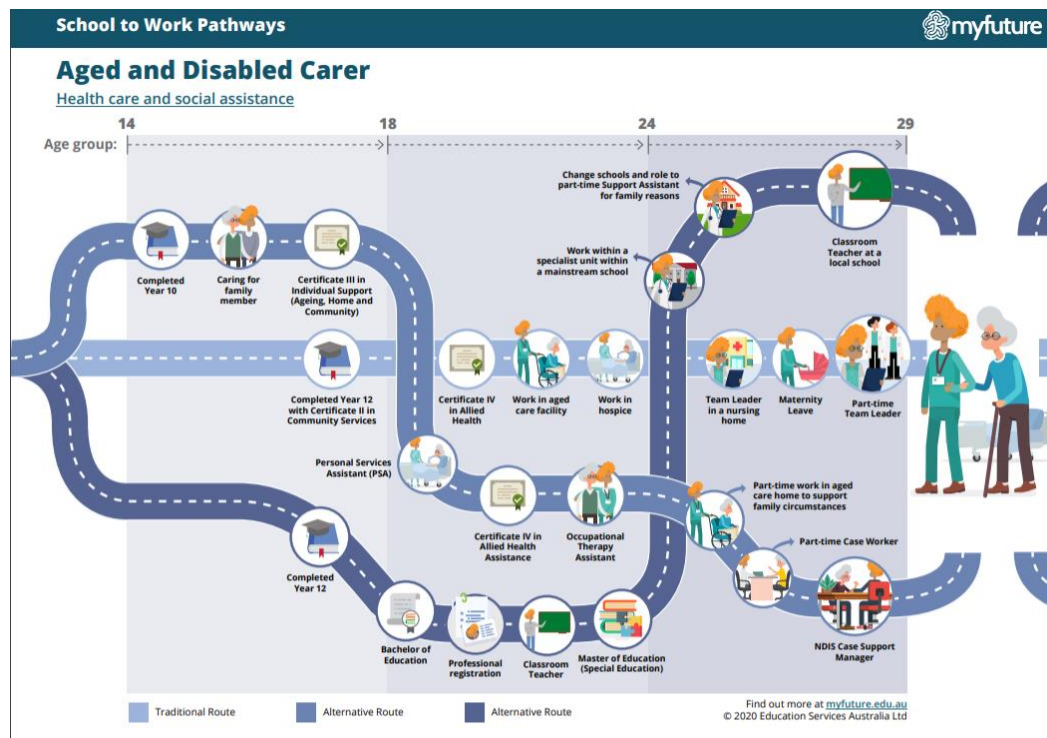 School to Work Pathways
myfuture
Aged and Disabled Carer
Health care and social assistance
14
18
24
29
Age group:
Change schools and role to
part-time Support Assistant
for family reasons
Work within a
specialist unit within
a mainstream school
Classroom
Teacher at a
local school
Completed
Year 10
Caring for
family
member
Certificate III in
Individual Support
(Ageing, Home and
Community)
Completed Year 12
with Certificate II in
Community Services
Certificate IV
in Allied
Health
Work in aged
care facility
Work in
hospice
Team Leader
in a nursing
home
Maternity
Leave
Part-time
Team Leader
Personal Services
Assistant (PSA)
Certificate IV in
Allied Health
Assistance
Occupational
Therapy
Assistant
Part-time work in aged
care home to support
family circumstances
Part-time Case Worker
NDIS Case Support
Manager
Completed
Year 12
Bachelor of
Education
Professional
registration
Classroom
Teacher
Master of Education
(Special Education)
Traditional Route
Alternative Route
Alternative Route
Find out more at myfuture.edu.au
© 2020 Education Services Australia Ltd